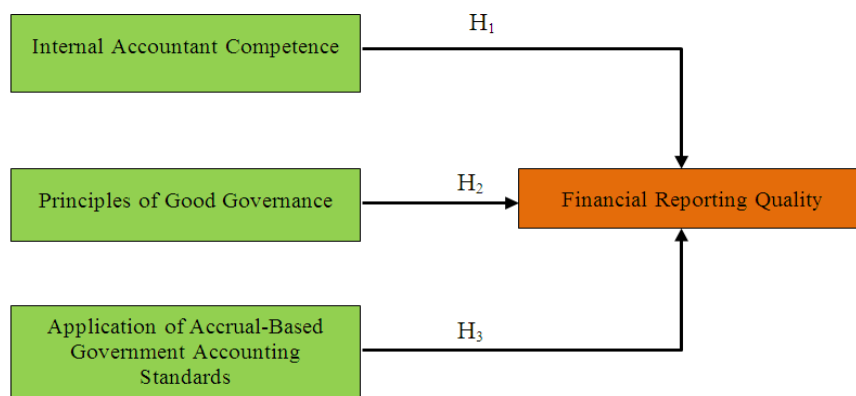 Internal Accountant Competence
H₁
Principles of Good Governance
H₂
Financial Reporting Quality
Application of Accrual-Based
Government Accounting
Standards
H₃